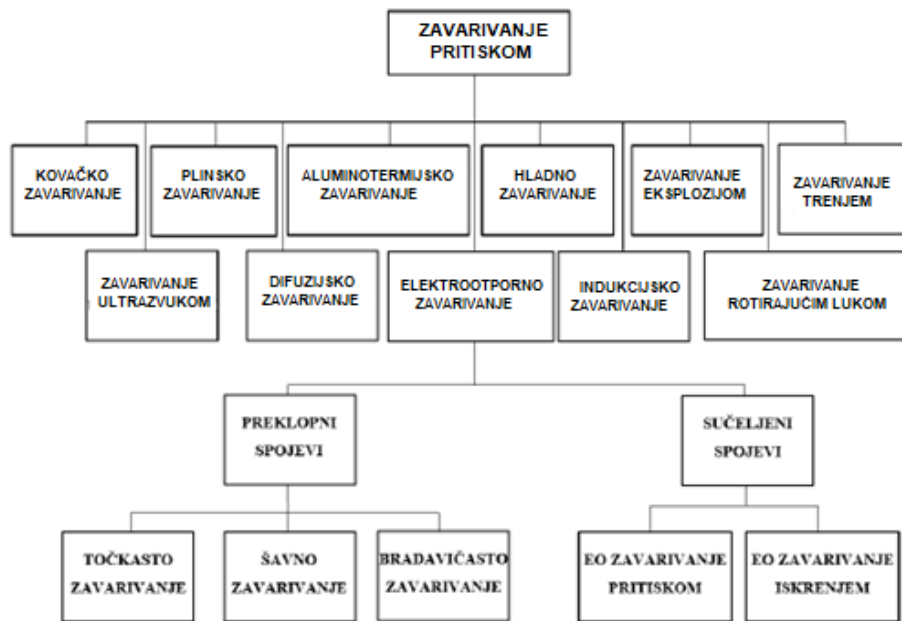 ZAVARIVANJE
PRITISKOM
KOVAČKO
ZAVARIVANJE
PLINSKO
ZAVARIVANJE
ALUMINOTERMIJSKO
ZAVARIVANJE
HLADNO
ZAVARIVANJE
ZAVARIVANJE
EKSPLOZIJOM
ZAVARIVANJE
TRENJEM
ZAVARIVANJE
ULTRAZVUKOM
DIFUZIJSKO
ZAVARIVANJE
ELEKTROOTPORNO
ZAVARIVANJE
INDUKCIJSKO
ZAVARIVANJE
ZAVARIVANJE
ROTIRAJUĆIM LUKOM
PREKLOPNI
SPOJEVI
SUČELJENI
SPOJEVI
TOČKASTO
ZAVARIVANJE
ŠAVNO
ZAVARIVANJE
BRADAVIČASTO
ZAVARIVANJE
EO ZAVARIVANJE
PRITISKOM
EO ZAVARIVANJE
ISKRENJEM